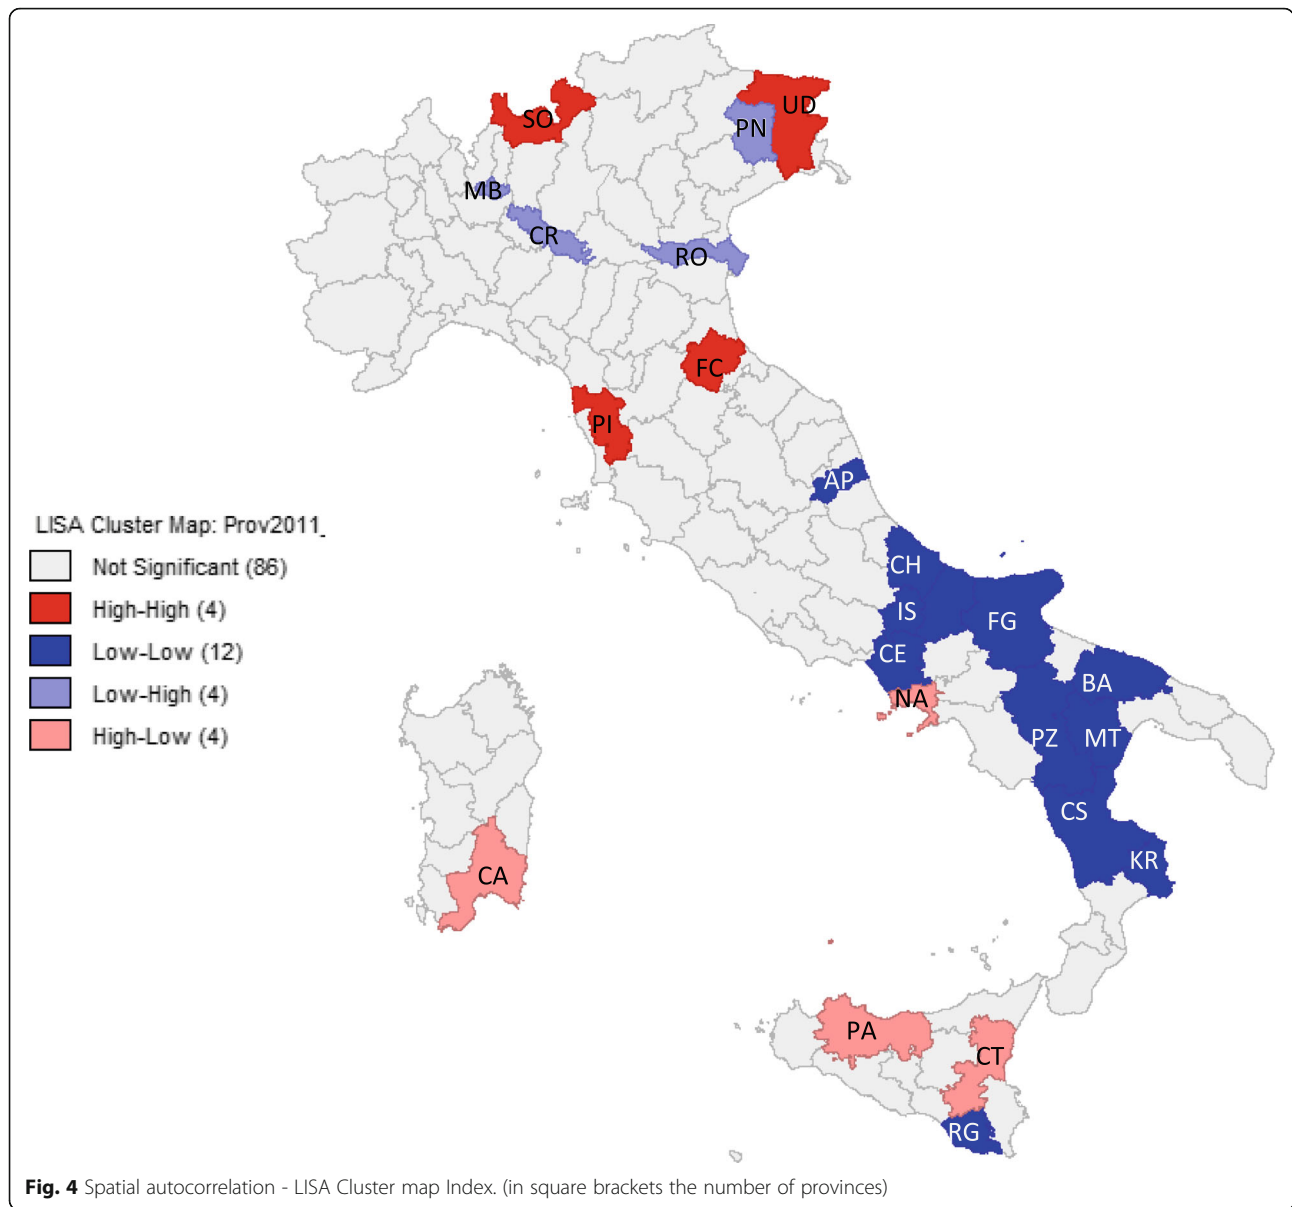 SO
UD
PN
MB
CR
RO
FC
PI
AP
LISA Cluster Map: Prov2011_
Not Significant (86)
High-High (4)
Low-Low (12)
Low-High (4)
High-Low (4)
CH
IS
FG
CE
BA
NA
PZ
MT
CS
KR
CA
PA
CT
RG
Fig. 4 Spatial autocorrelation - LISA Cluster map Index. (in square brackets the number of provinces)